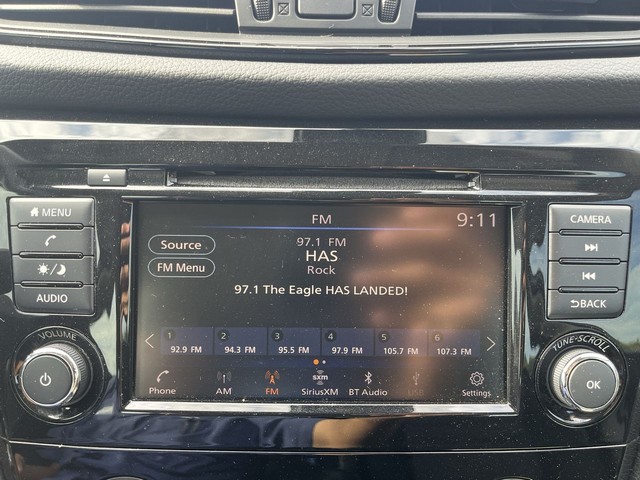 MENU
AUDIO
VOLUME
FM
9:11
Source
97.1 FM
HAS
FM Menu
Rock
97.1 The Eagle HAS LANDED!
1 2 3 4 5 6
92.9 FM 94.3 FM 95.5 FM 97.9 FM 105.7 FM 107.3 FM
sxm
Phone AM FM SiriusXM BT Audio USB Settings
CAMERA
BACK
TUNE·SCROLL
OK